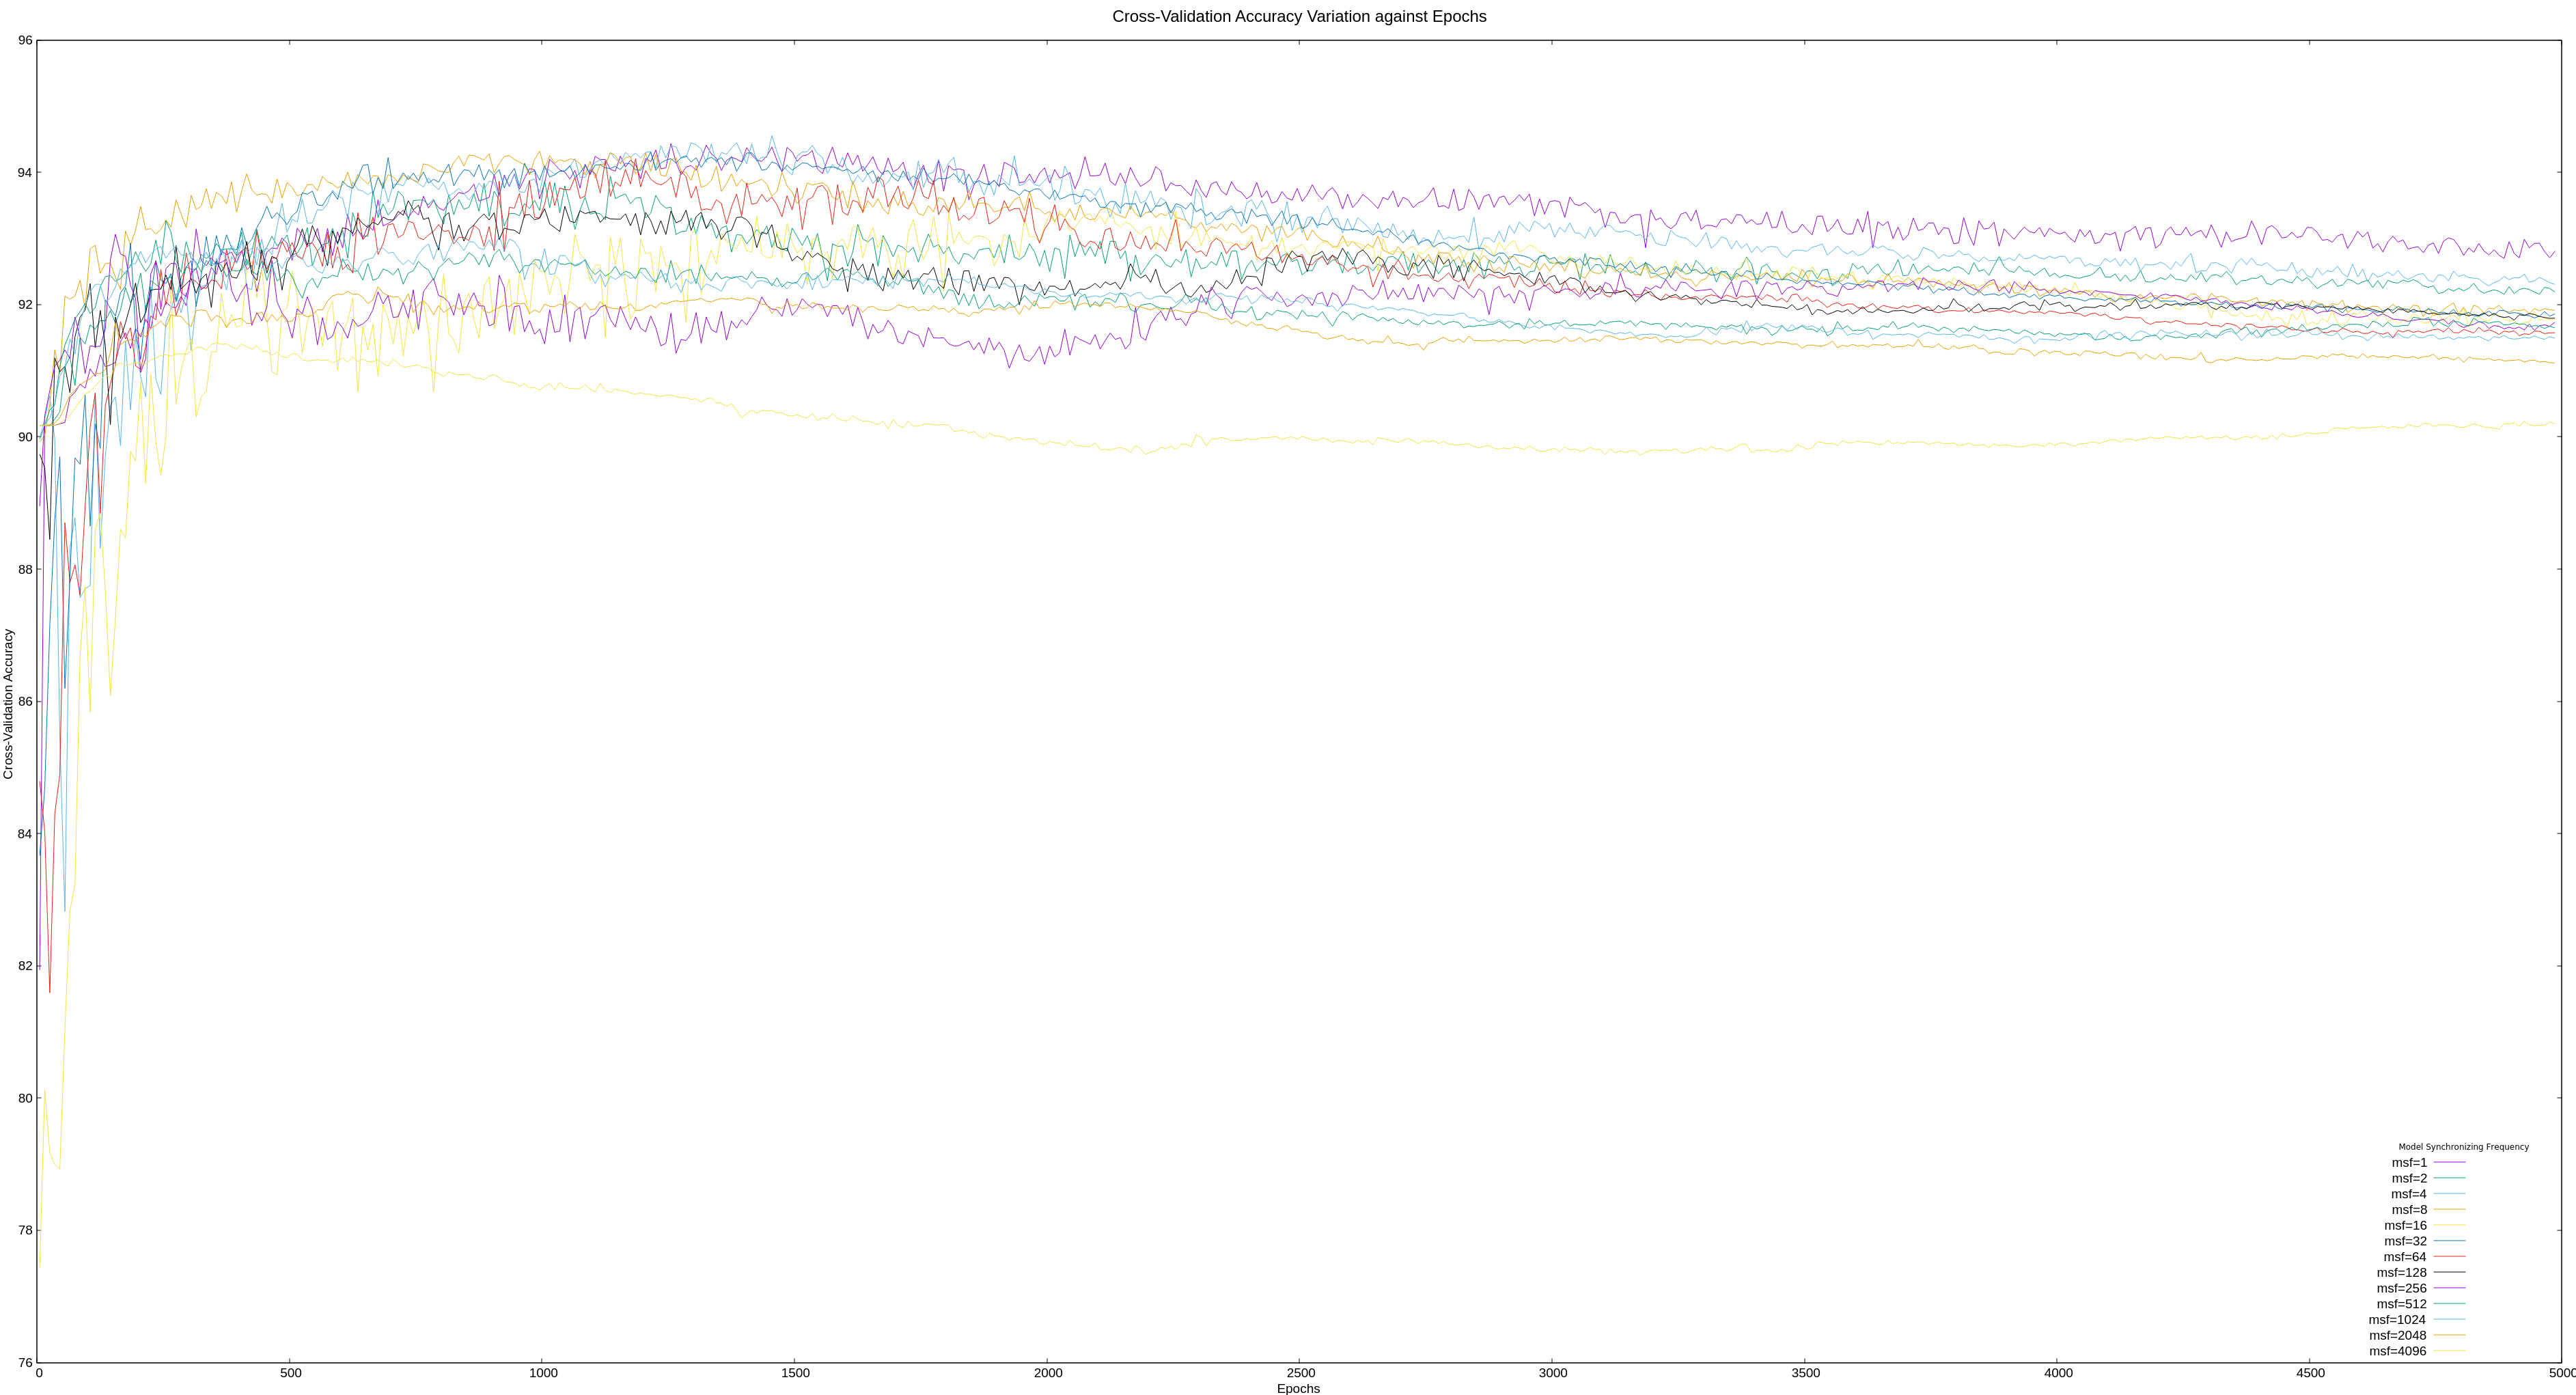 Cross-Validation Accuracy Variation against Epochs
96
94
92
90
88
86
84
82
80
78
76
Cross-Validation Accuracy
0 500 1000 1500 2000 2500 3000 3500 4000 4500 5000
Epochs
Model Synchronizing Frequency
msf=1
msf=2
msf=4
msf=8
msf=16
msf=32
msf=64
msf=128
msf=256
msf=512
msf=1024
msf=2048
msf=4096